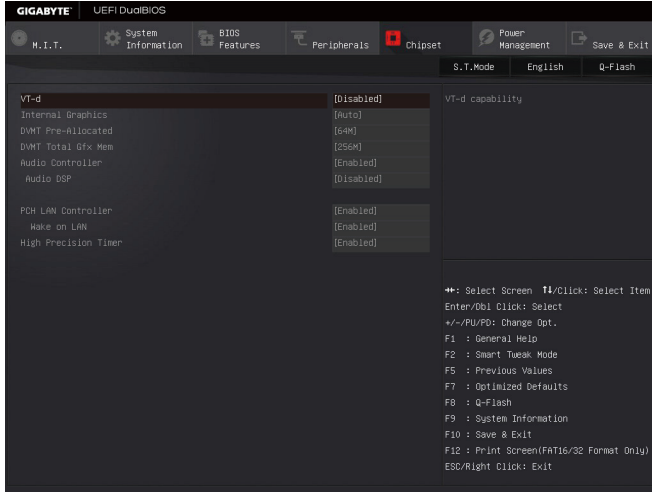 GIGABYTE™ UEFI DualBIOS
M.I.T.
System Information
BIOS Features
Peripherals
Chipset
Power Management
Save & Exit
S.T.Mode English Q-Flash
VT-d [Disabled] VT-d capability
Internal Graphics [Auto]
DVMT Pre-Allocated [64M]
DVMT Total Gfx Mem [256M]
Audio Controller [Enabled]
Audio DSP [Disabled]
PCH LAN Controller [Enabled]
Wake on LAN [Enabled]
High Precision Timer [Enabled]
→←: Select Screen ↑↓/Click: Select Item
Enter/Dbl Click: Select
+/-/PU/PD: Change Opt.
F1 : General Help
F2 : Smart Tweak Mode
F5 : Previous Values
F7 : Optimized Defaults
F8 : Q-Flash
F9 : System Information
F10 : Save & Exit
F12 : Print Screen(FAT16/32 Format Only)
ESC/Right Click: Exit